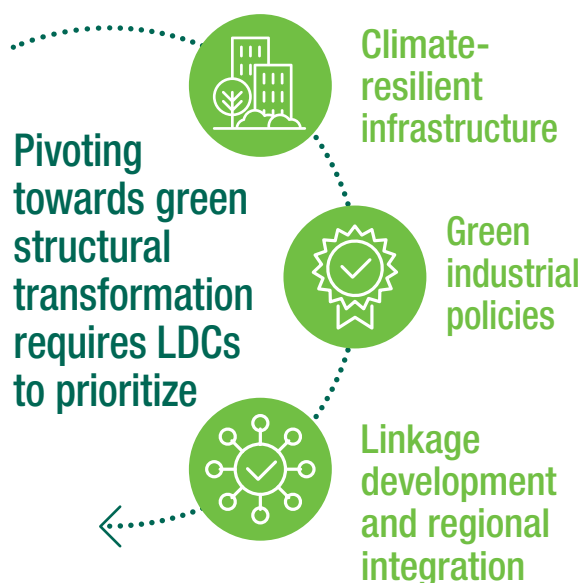 Pivoting
towards green
structural
transformation
requires LDCs
to prioritize
Climate-
resilient
infrastructure
Green
industrial
policies
Linkage
development
and regional
integration